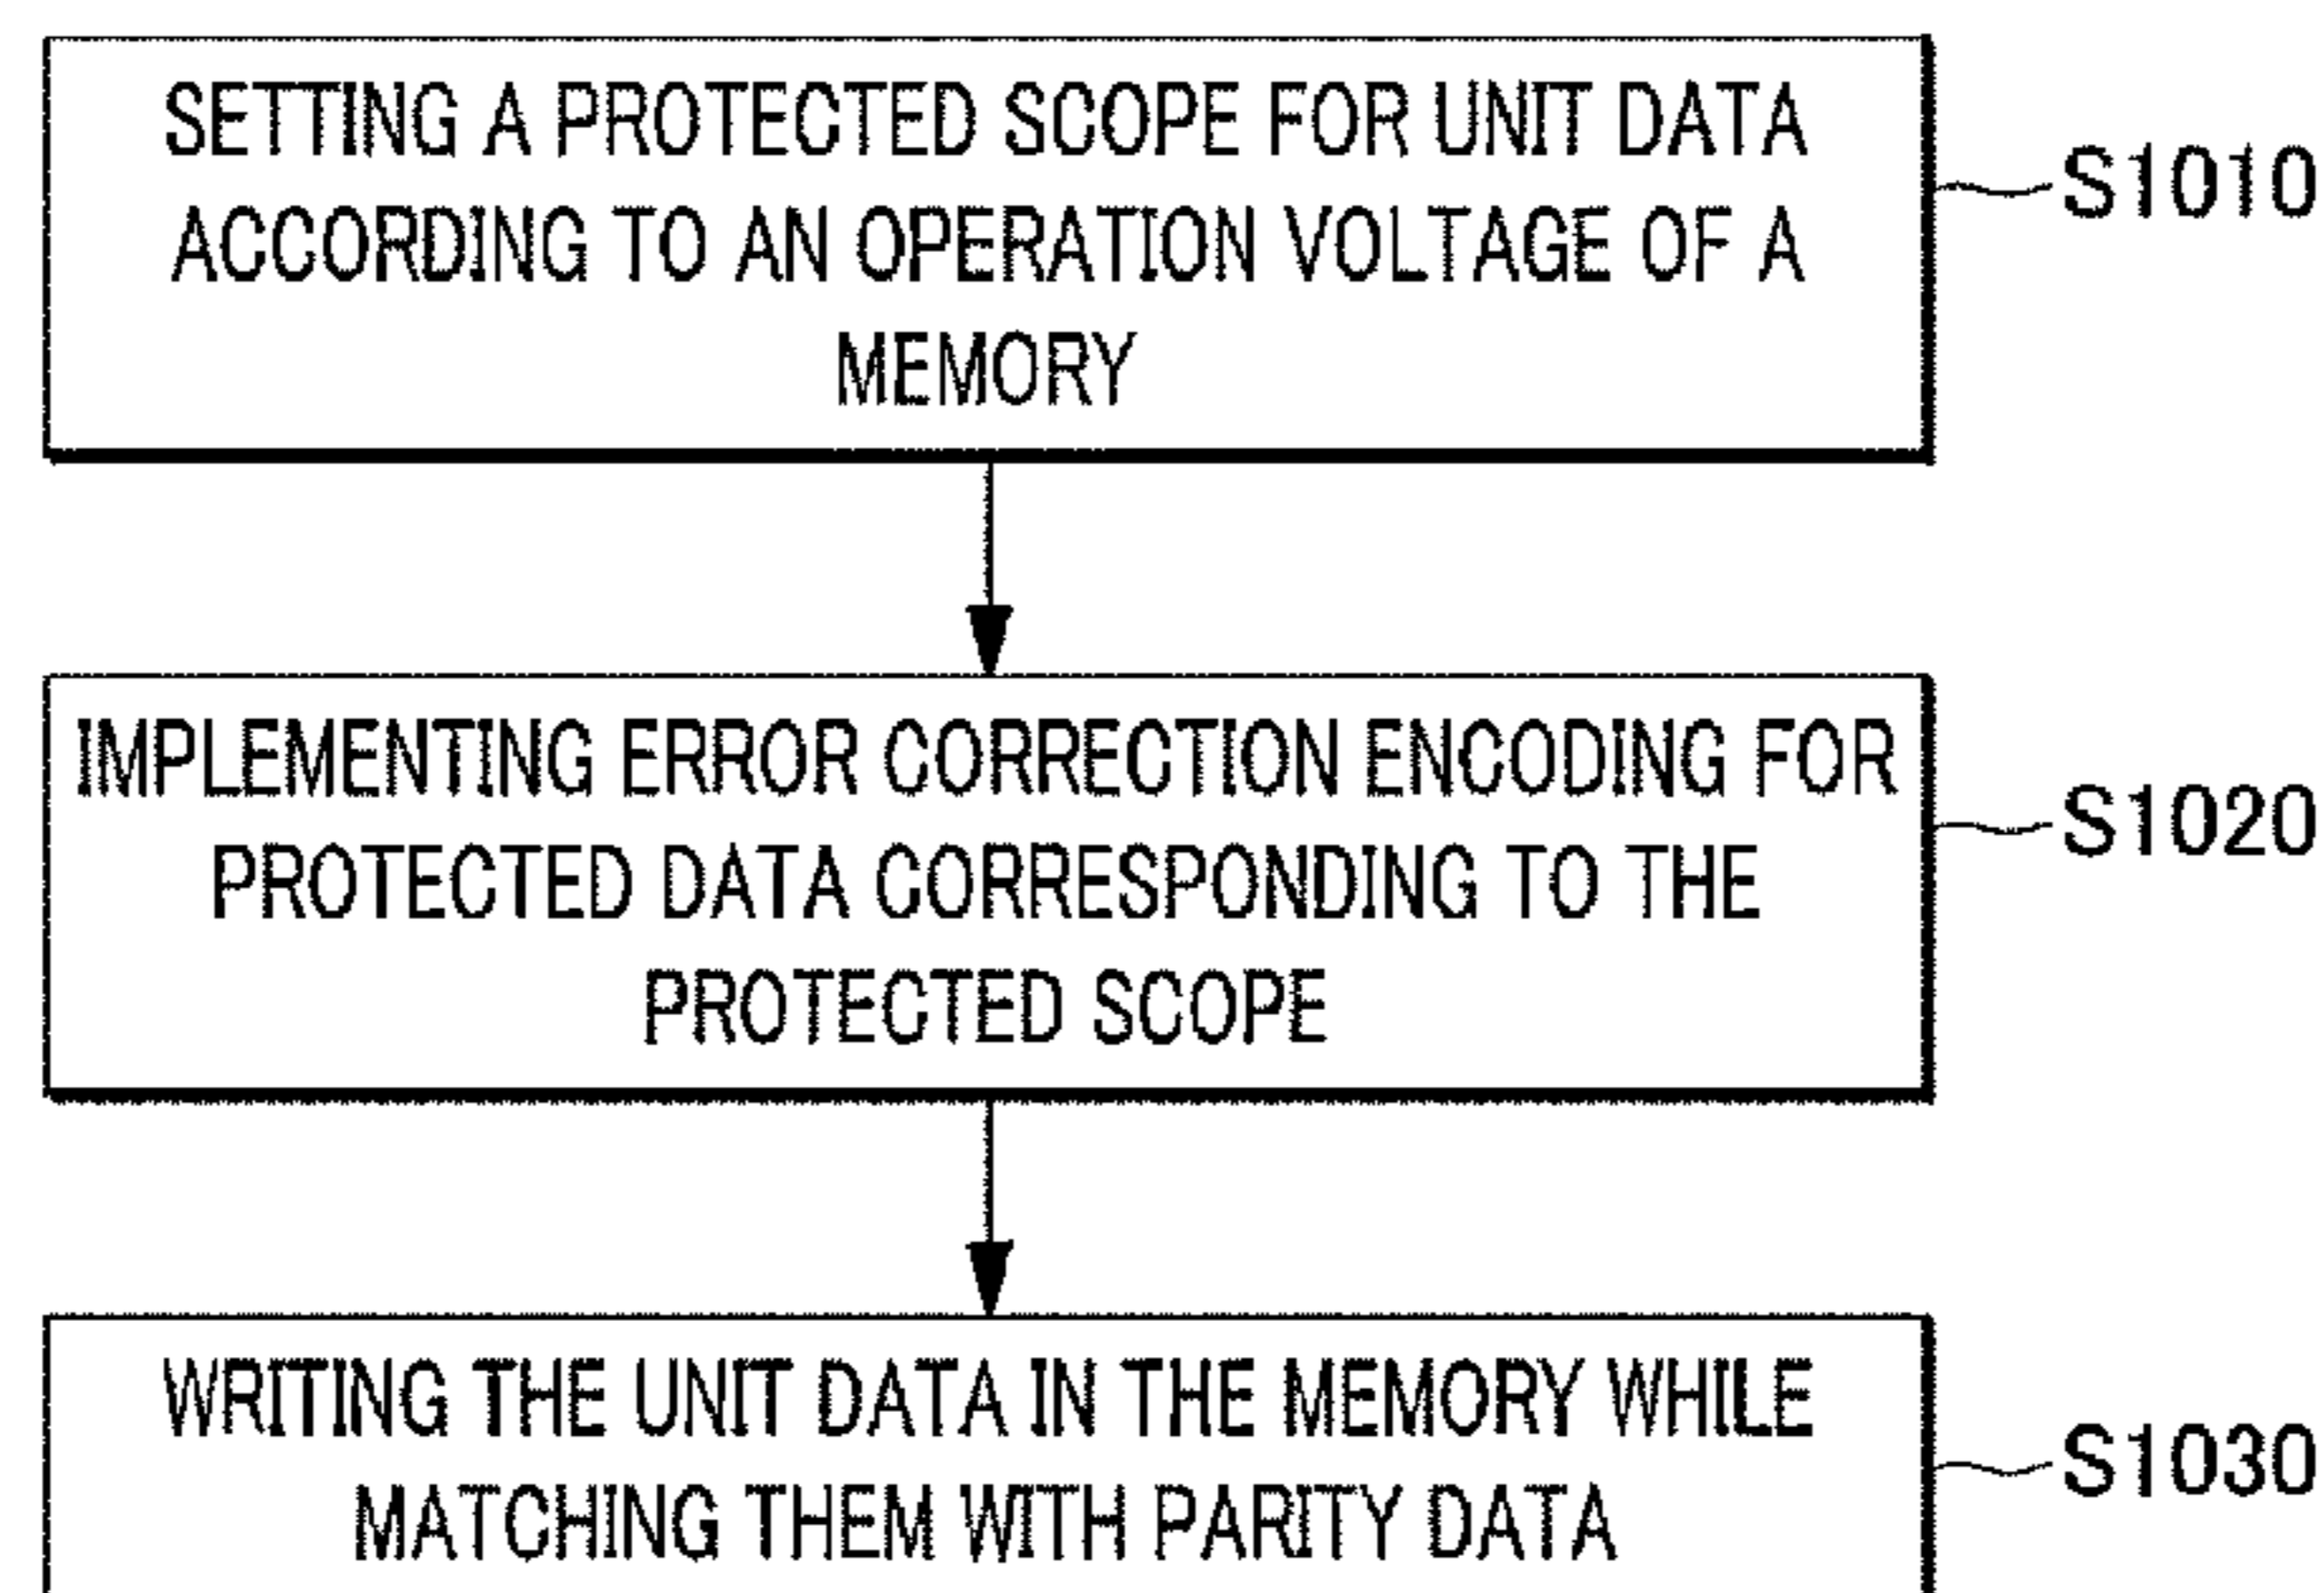 SETTING A PROTECTED SCOPE FOR UNIT DATA
ACCORDING TO AN OPERATION VOLTAGE OF A
MEMORY
S1010
IMPLEMENTING ERROR CORRECTION ENCODING FOR
PROTECTED DATA CORRESPONDING TO THE
PROTECTED SCOPE
S1020
WRITING THE UNIT DATA IN THE MEMORY WHILE
MATCHING THEM WITH PARITY DATA
S1030